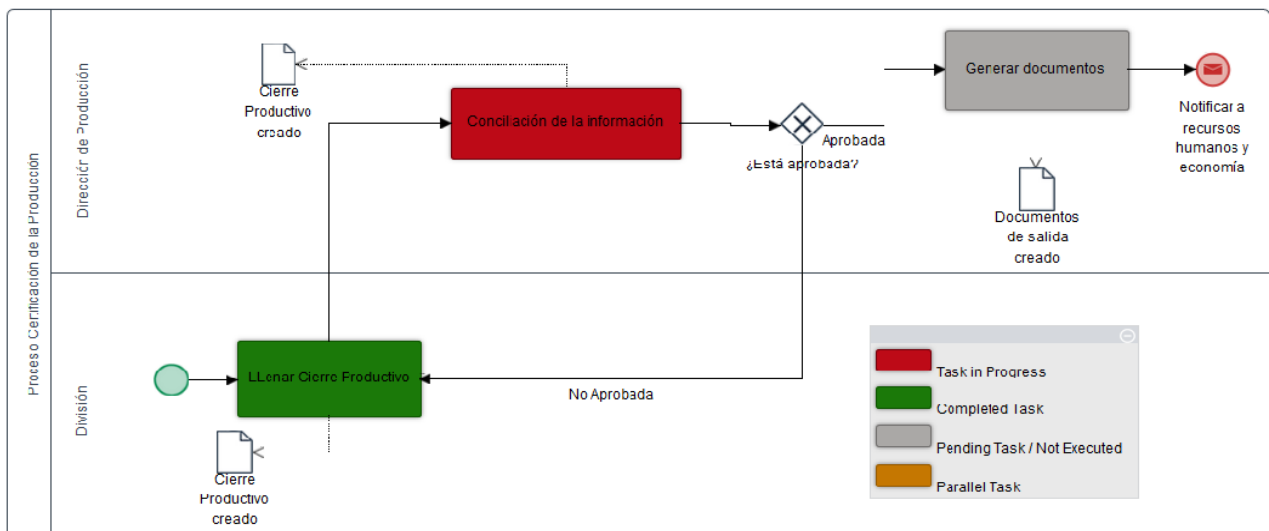 Proceso Certificación de la Producción
Dirección de Producción
Cierre
Productivo
creado
Conciliación de la información
¿Está aprobada?
Aprobada
Generar documentos
Notificar a
recursos
humanos y
economía
Documentos
de salida
creado
División
LLenar Cierre Productivo
No Aprobada
Cierre
Productivo
creado
Task in Progress
Completed Task
Pending Task / Not Executed
Parallel Task